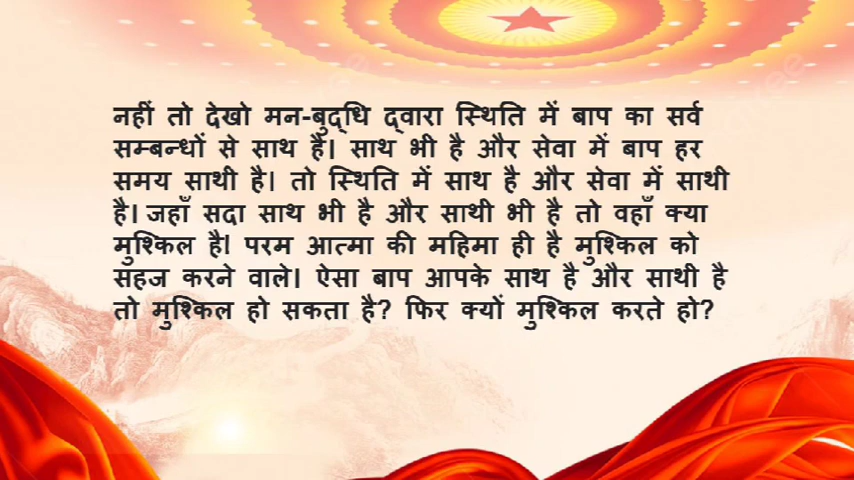 नहीं तो देखो मन-बुद्धि द्वारा स्थिति में बाप का सर्व
सम्बन्धों से साथ है। साथ भी है और सेवा में बाप हर
समय साथी है। तो स्थिति में साथ है और सेवा में साथी
है। जहाँ सदा साथ भी है और साथी भी है तो वहाँ क्या
मुश्किल है! परम आत्मा की महिमा ही है मुश्किल को
सहज करने वाले। ऐसा बाप आपके साथ है और साथी है
तो मुश्किल हो सकता है? फिर क्यों मुश्किल करते हो?